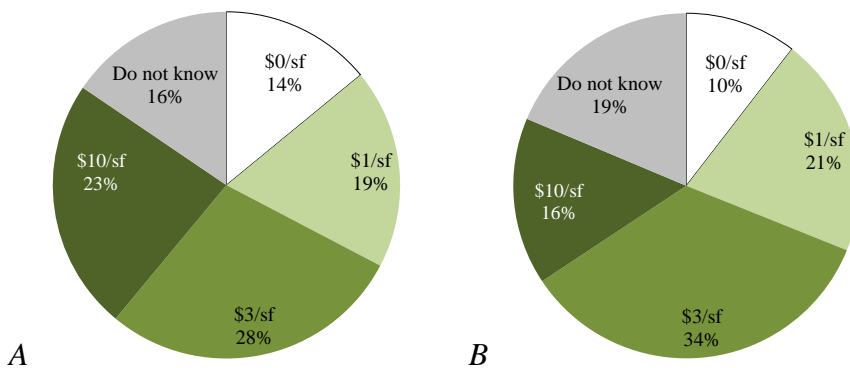 $0/sf
14%
$1/sf
19%
$3/sf
28%
$10/sf
23%
Do not know
16%
A
$0/sf
10%
$1/sf
21%
$3/sf
34%
$10/sf
16%
Do not know
19%
B